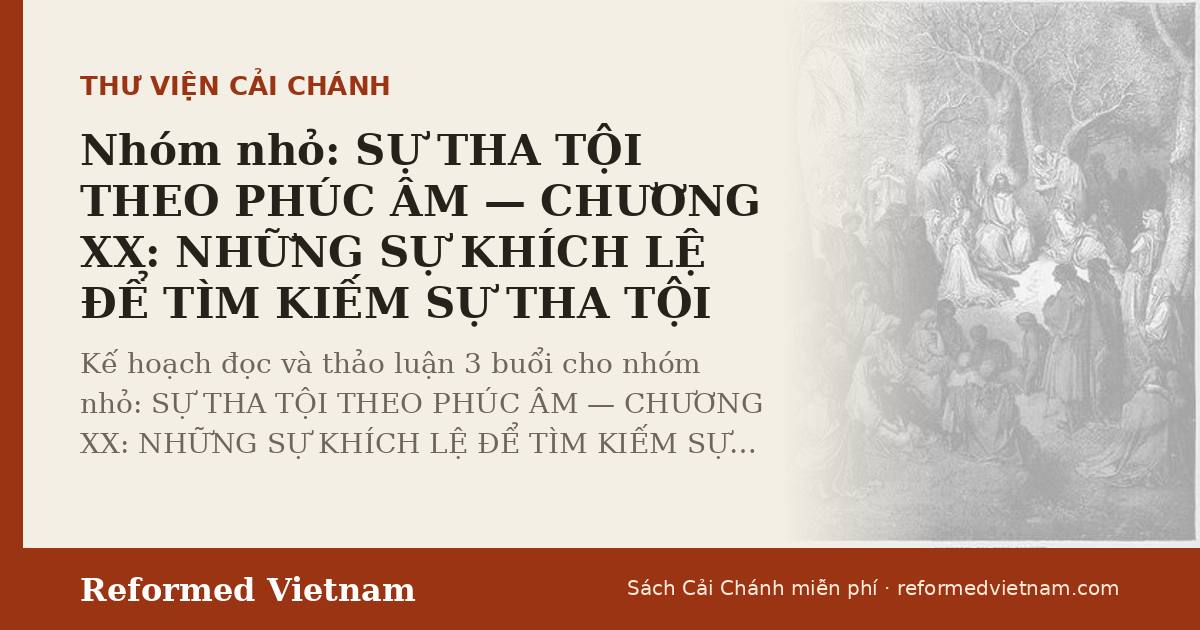 THƯ VIỆN CẢI CHÁNH
Nhóm nhỏ: SỰ THA TỘI
THEO PHÚC ÂM — CHƯƠNG
XX: NHỮNG SỰ KHÍCH LỆ
ĐỂ TÌM KIẾM SỰ THA TỘI
Kế hoạch đọc và thảo luận 3 buổi cho nhóm
nhỏ: SỰ THA TỘI THEO PHÚC ÂM — CHƯƠNG
XX: NHỮNG SỰ KHÍCH LỆ ĐỂ TÌM KIẾM SỰ...
Reformed Vietnam
Sách Cải Chánh miễn phí · reformedvietnam.com